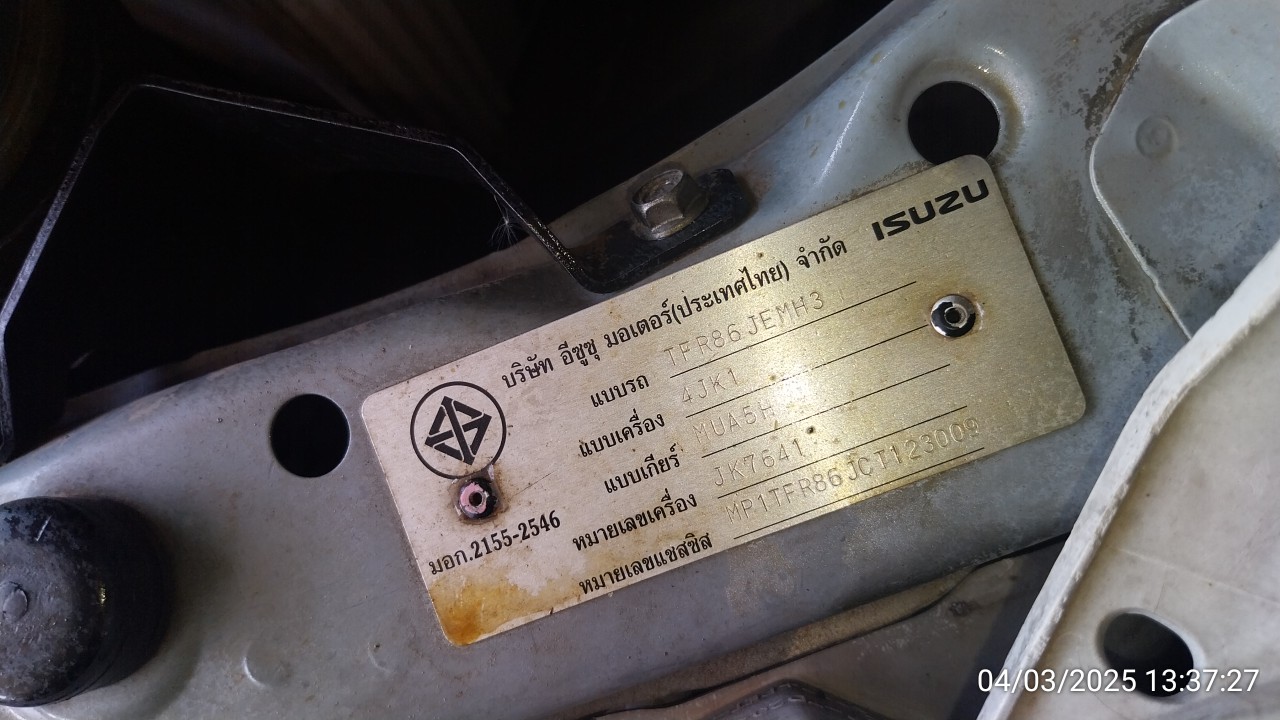 ISUZU
บริษัท อีซูซุ มอเตอร์(ประเทศไทย) จำกัด
แบบรถ TFR86JEMH3
แบบเครื่อง 4JK1
แบบเกียร์ MUA5H
หมายเลขเครื่อง JK7641
หมายเลขแชสซิส MP1TFR86JCT123009
มอก.2155-2546
04/03/2025 13:37:27